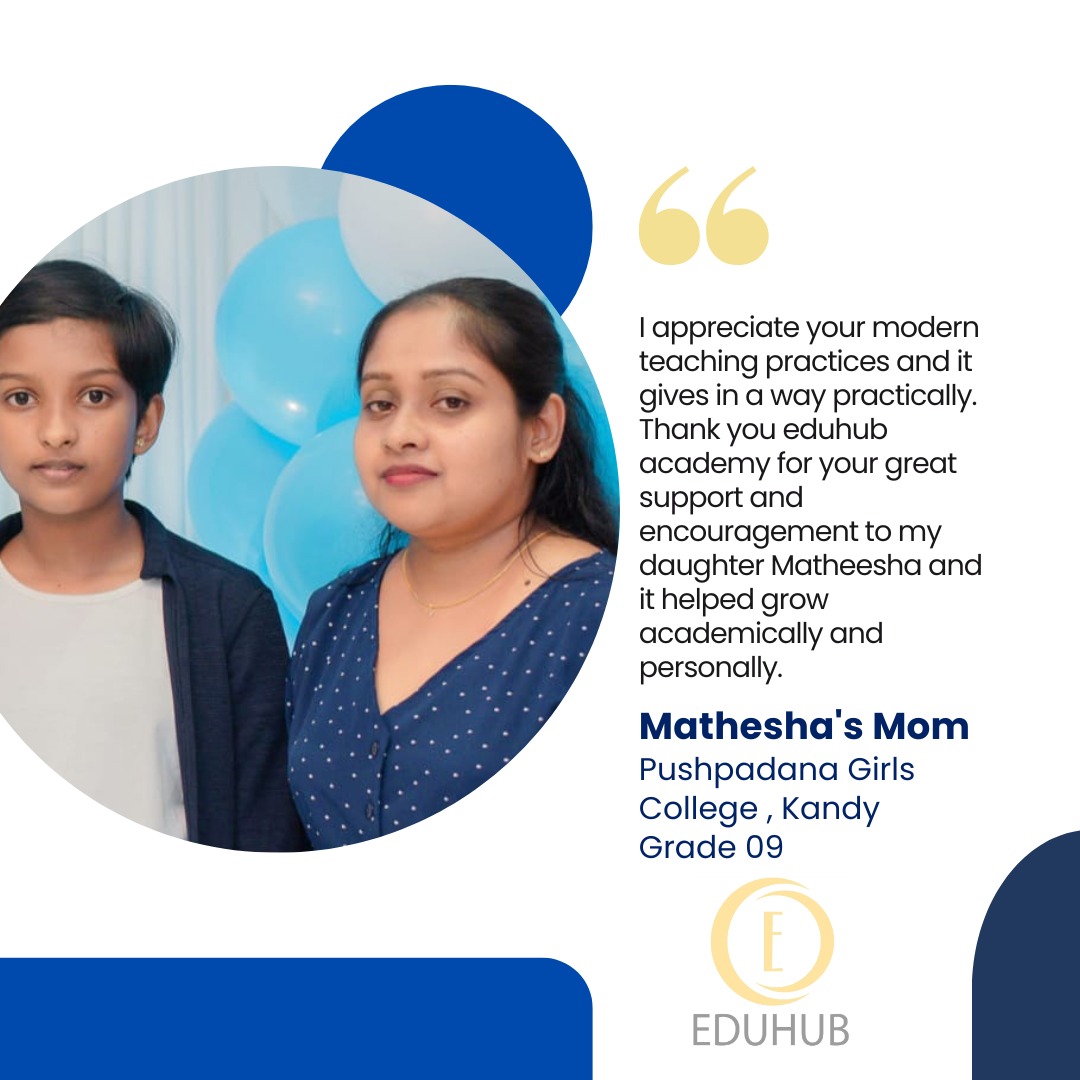 I appreciate your modern
teaching practices and it
gives in a way practically.
Thank you eduhub
academy for your great
support and
encouragement to my
daughter Matheesha and
it helped grow
academically and
personally.
Mathesha's Mom
Pushpadana Girls
College , Kandy
Grade 09
E
EDUHUB